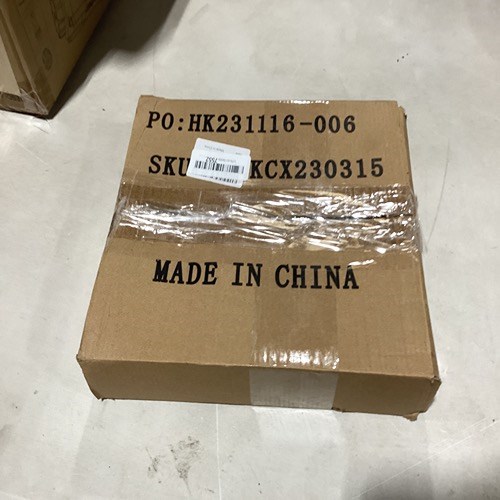 PO:HK231116-006
SKU KCX230315
MADE IN CHINA